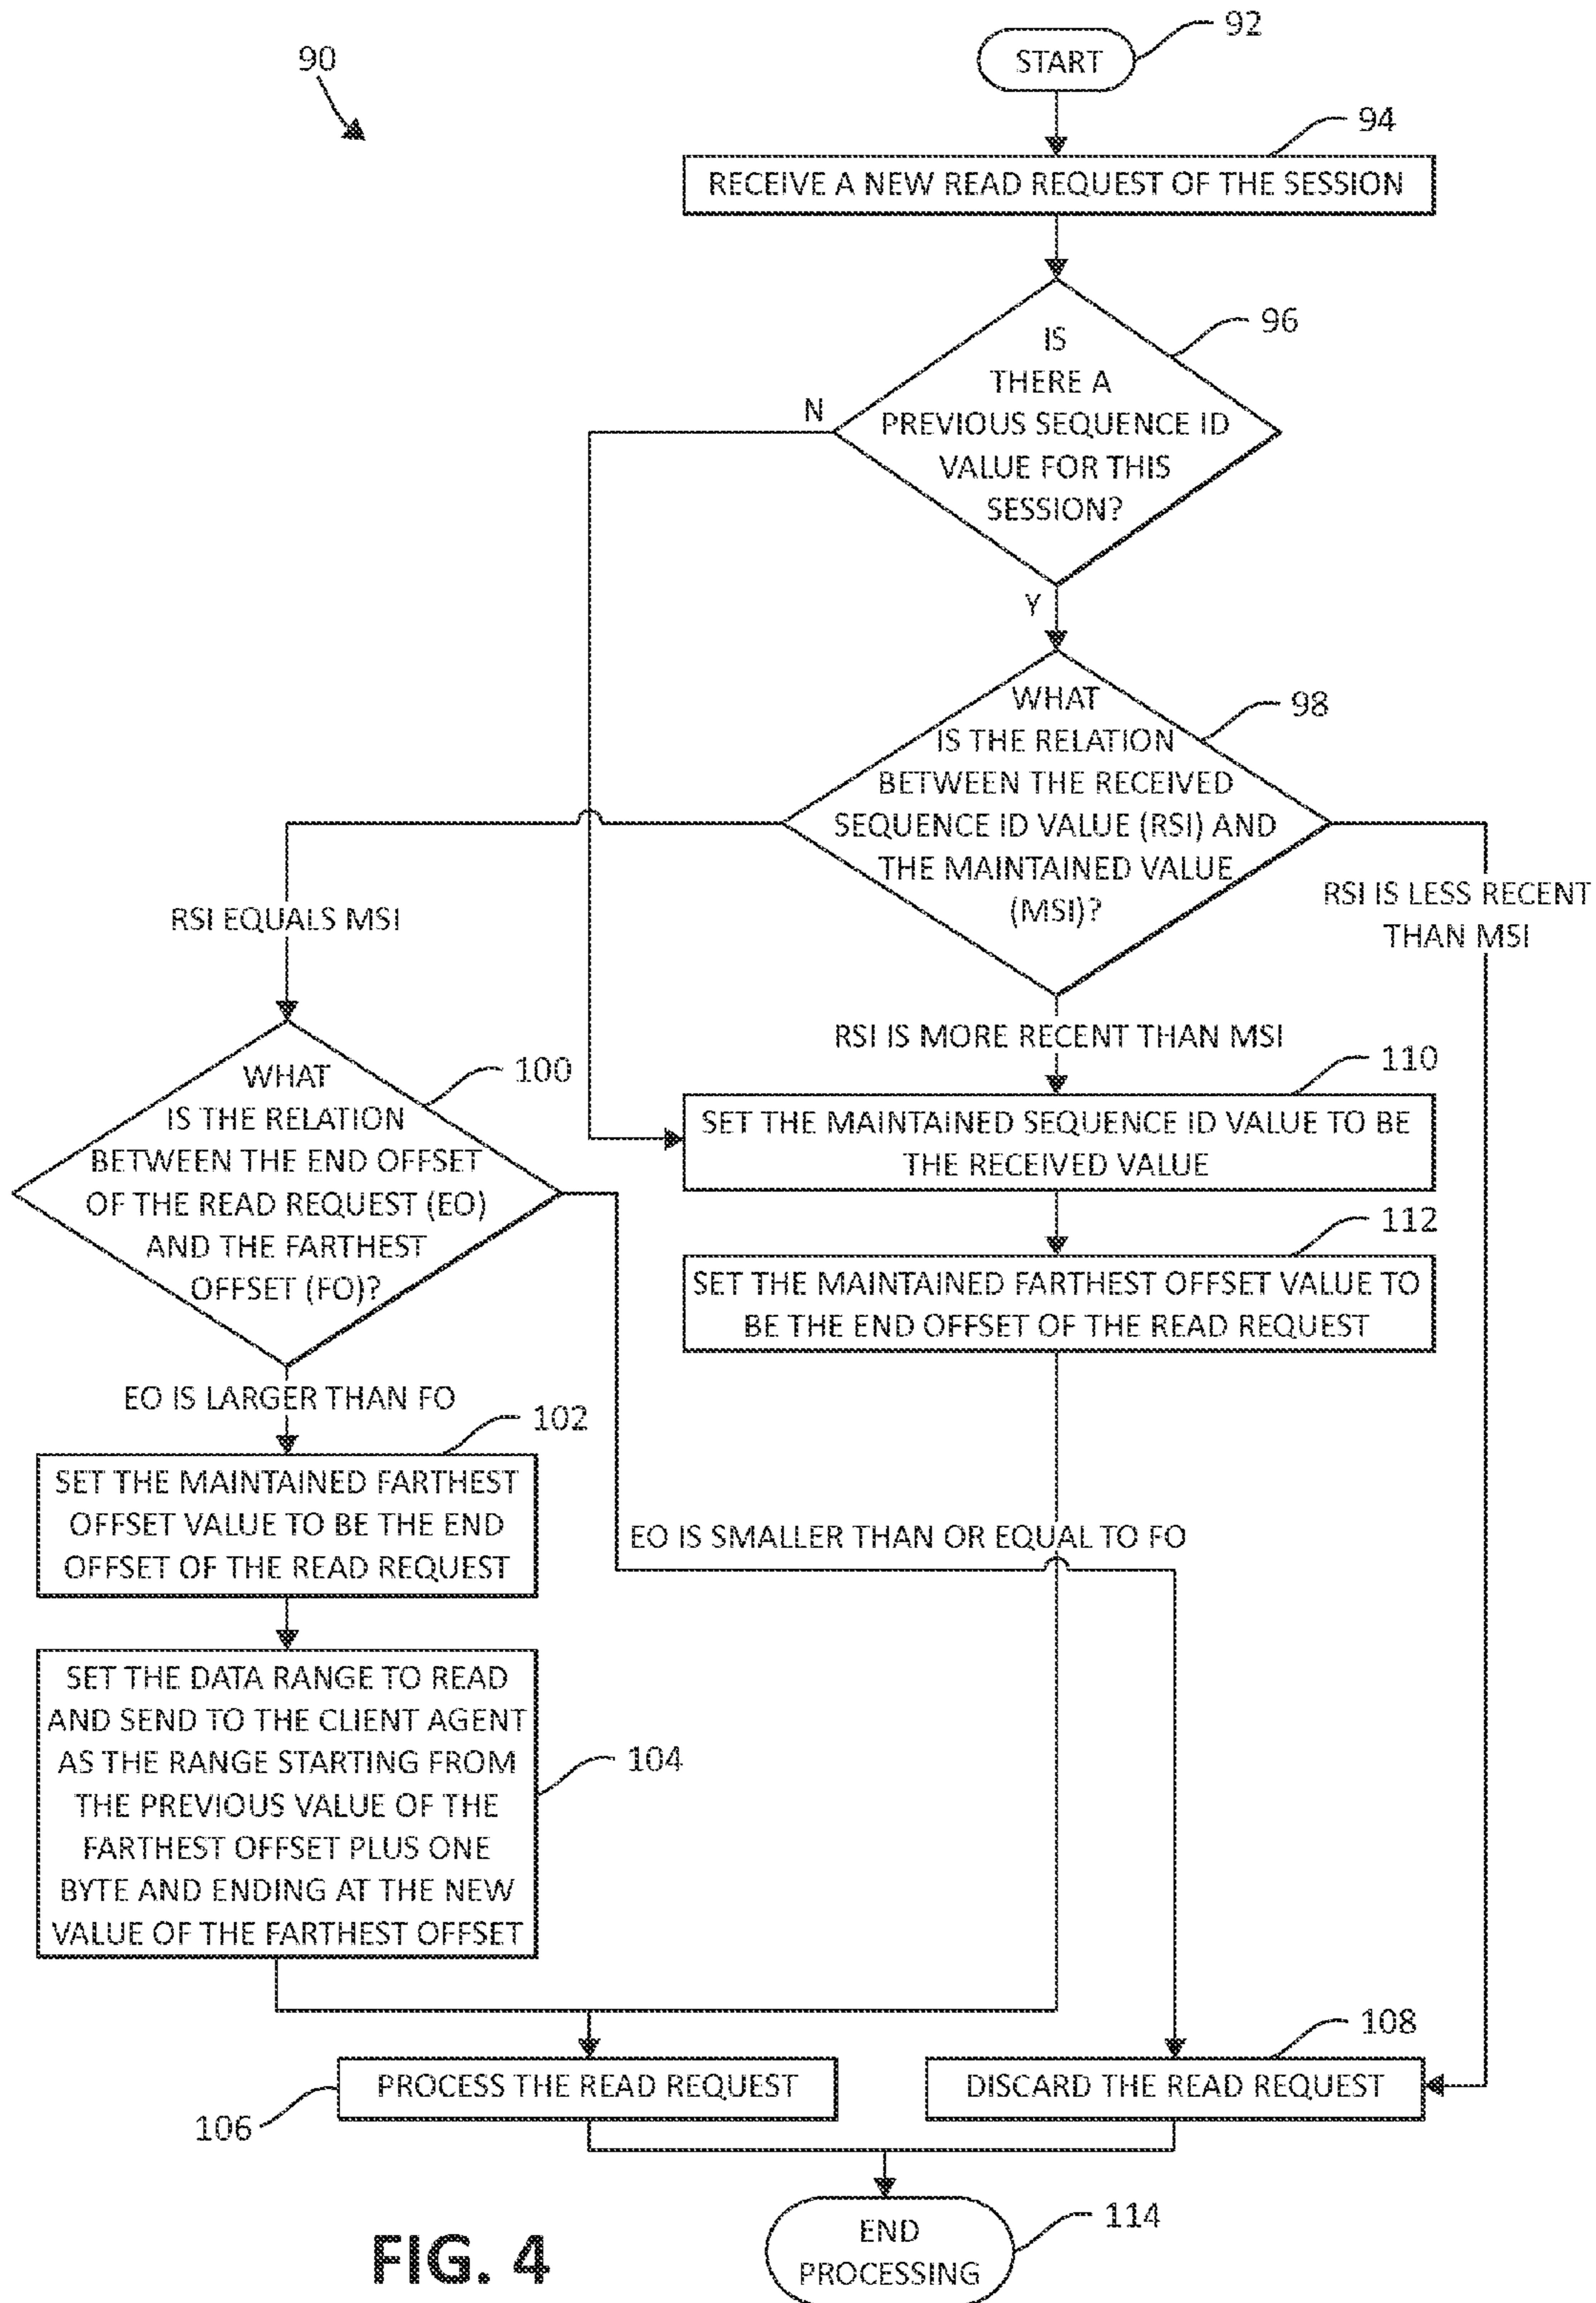 90
92
START
94
RECEIVE A NEW READ REQUEST OF THE SESSION
96
IS
THERE A
PREVIOUS SEQUENCE ID
VALUE FOR THIS
SESSION?
N
Y
98
WHAT
IS THE RELATION
BETWEEN THE RECEIVED
SEQUENCE ID VALUE (RSI) AND
THE MAINTAINED VALUE
(MSI)?
RSI EQUALS MSI
RSI IS LESS RECENT
THAN MSI
RSI IS MORE RECENT THAN MSI
100
WHAT
IS THE RELATION
BETWEEN THE END OFFSET
OF THE READ REQUEST (EO)
AND THE FARTHEST
OFFSET (FO)?
110
SET THE MAINTAINED SEQUENCE ID VALUE TO BE
THE RECEIVED VALUE
112
SET THE MAINTAINED FARTHEST OFFSET VALUE TO
BE THE END OFFSET OF THE READ REQUEST
EO IS LARGER THAN FO
102
SET THE MAINTAINED FARTHEST
OFFSET VALUE TO BE THE END
OFFSET OF THE READ REQUEST
EO IS SMALLER THAN OR EQUAL TO FO
SET THE DATA RANGE TO READ
AND SEND TO THE CLIENT AGENT
AS THE RANGE STARTING FROM
THE PREVIOUS VALUE OF THE
FARTHEST OFFSET PLUS ONE
BYTE AND ENDING AT THE NEW
VALUE OF THE FARTHEST OFFSET
104
108
PROCESS THE READ REQUEST
DISCARD THE READ REQUEST
106
END
PROCESSING
114
FIG. 4